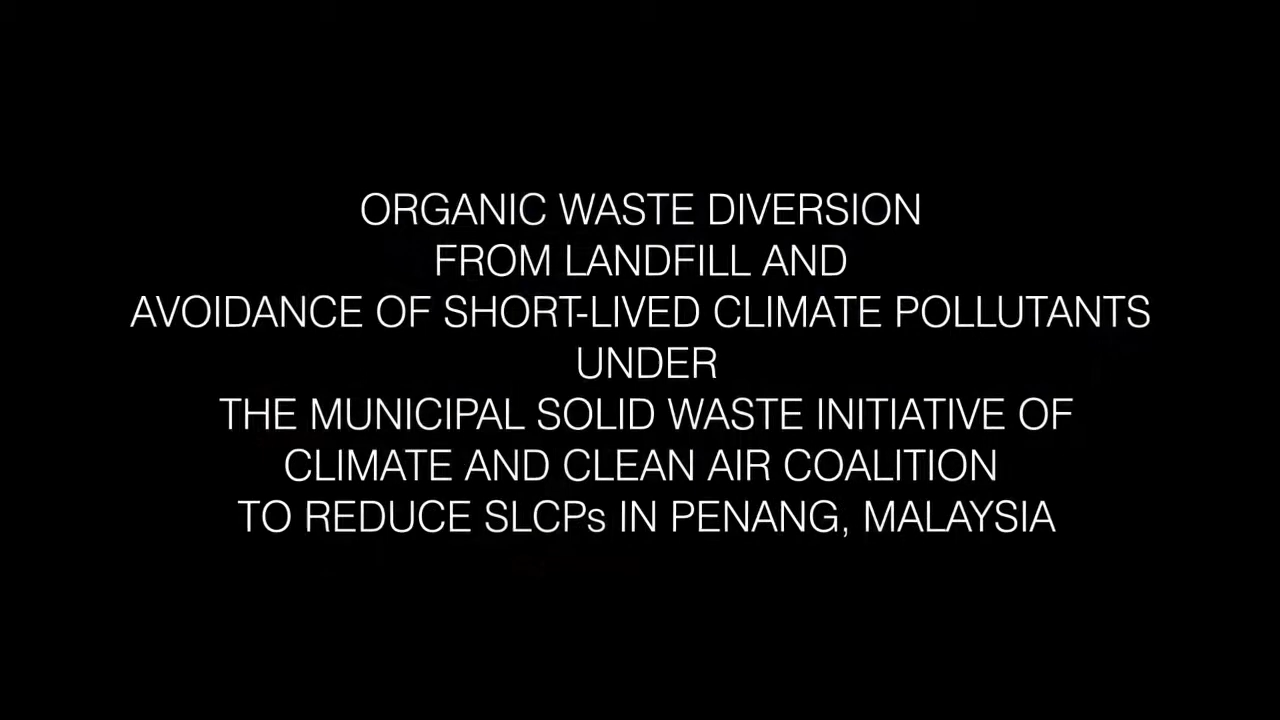 ORGANIC WASTE DIVERSION
FROM LANDFILL AND
AVOIDANCE OF SHORT-LIVED CLIMATE POLLUTANTS
UNDER
THE MUNICIPAL SOLID WASTE INITIATIVE OF
CLIMATE AND CLEAN AIR COALITION
TO REDUCE SLCPs IN PENANG, MALAYSIA